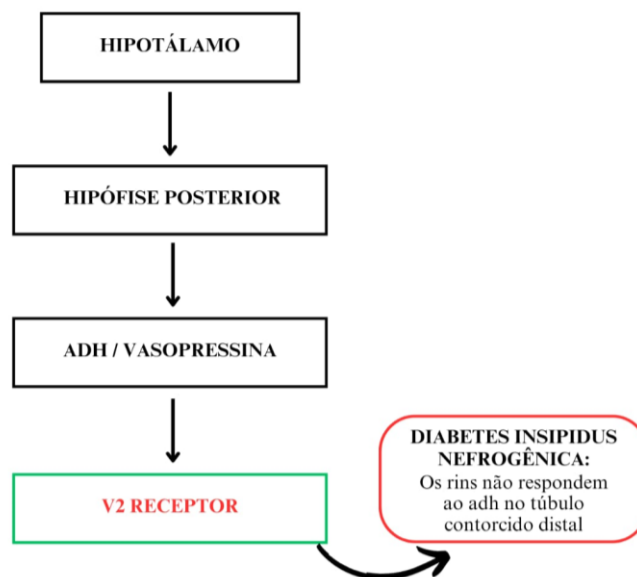 HIPOTÁLAMO
HIPÓFISE POSTERIOR
ADH / VASOPRESSINA
V2 RECEPTOR
DIABETES INSIPIDUS
NEFROGÊNICA:
Os rins não respondem
ao adh no túbulo
contorcido distal